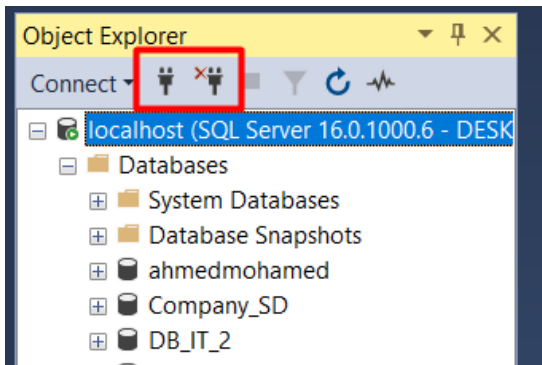 Object Explorer
Connect
localhost (SQL Server 16.0.1000.6 - DESK
Databases
System Databases
Database Snapshots
ahmedmohamed
Company_SD
DB_IT_2